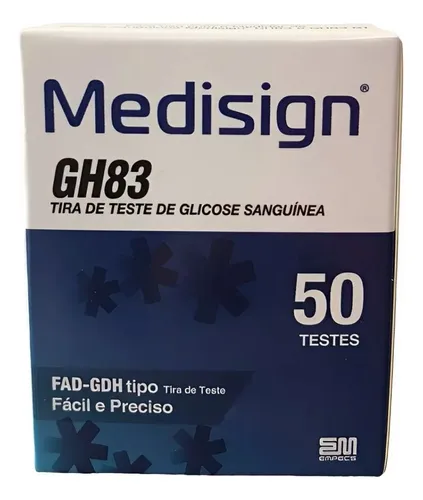 Medisign®
GH83
TIRA DE TESTE DE GLICOSE SANGUÍNEA
50
TESTES
FAD-GDH tipo Tira de Teste
Fácil e Preciso
EMPECS